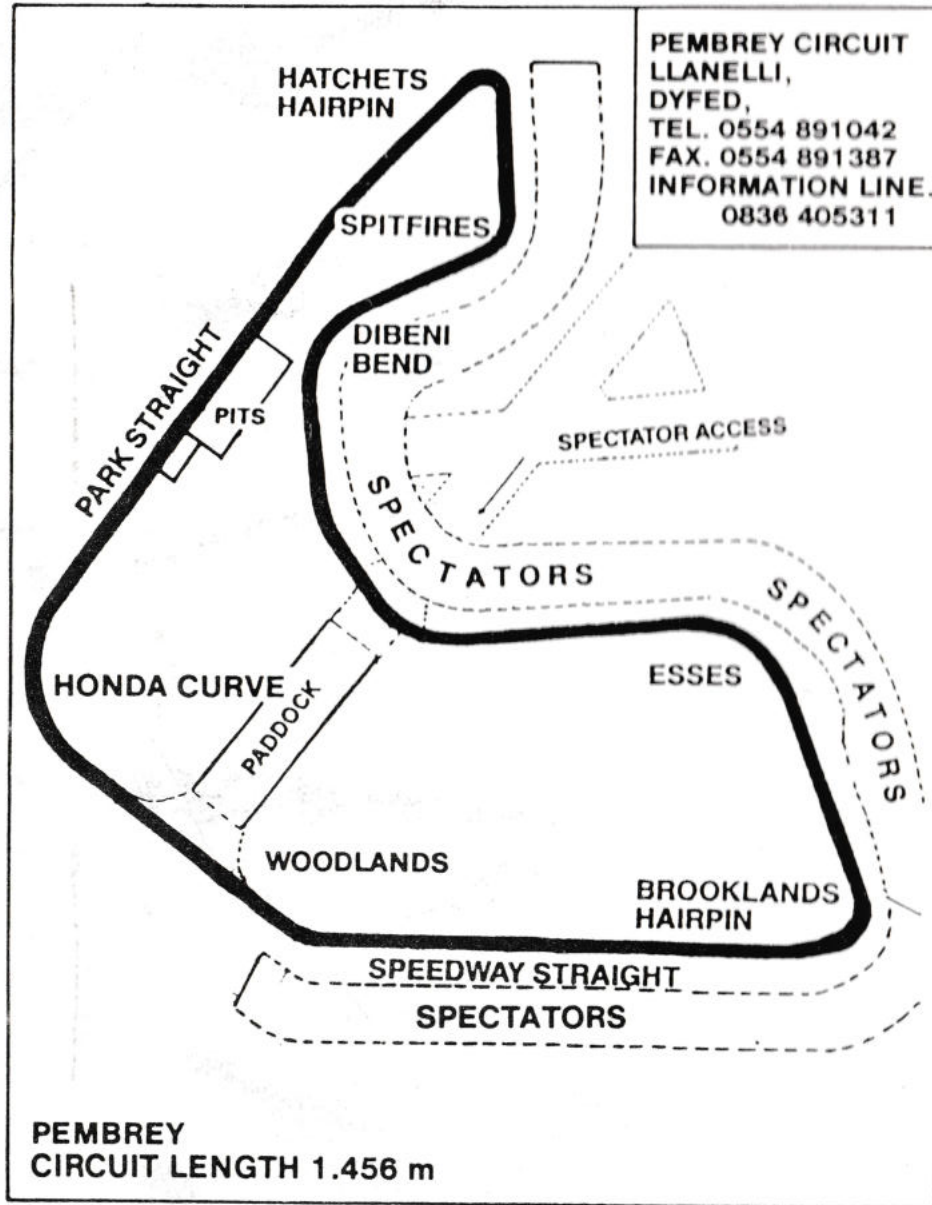 PEMBREY CIRCUIT
LLANELLI,
DYFED,
TEL. 0554 891042
FAX. 0554 891387
INFORMATION LINE.
0836 405311
HATCHETS
HAIRPIN
SPITFIRES
DIBENI
BEND
PARK STRAIGHT
PITS
SPECTATOR ACCESS
SPECTATORS
SPECTATORS
ESSES
HONDA CURVE
PADDOCK
WOODLANDS
BROOKLANDS
HAIRPIN
SPEEDWAY STRAIGHT
SPECTATORS
PEMBREY
CIRCUIT LENGTH 1.456 m